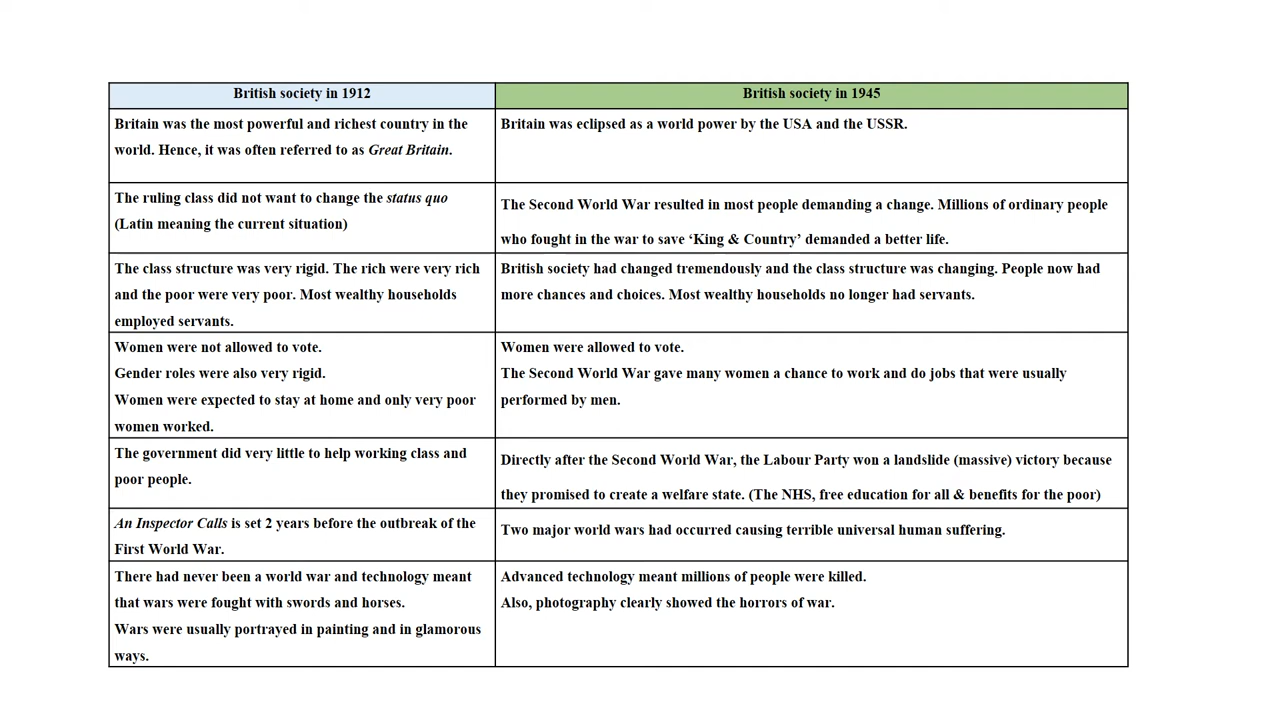 British society in 1912
British society in 1945
Britain was the most powerful and richest country in the
world. Hence, it was often referred to as Great Britain.
Britain was eclipsed as a world power by the USA and the USSR.
The ruling class did not want to change the status quo
(Latin meaning the current situation)
The Second World War resulted in most people demanding a change. Millions of ordinary people
who fought in the war to save ‘King & Country’ demanded a better life.
The class structure was very rigid. The rich were very rich
and the poor were very poor. Most wealthy households
employed servants.
British society had changed tremendously and the class structure was changing. People now had
more chances and choices. Most wealthy households no longer had servants.
Women were not allowed to vote.
Gender roles were also very rigid.
Women were expected to stay at home and only very poor
women worked.
Women were allowed to vote.
The Second World War gave many women a chance to work and do jobs that were usually
performed by men.
The government did very little to help working class and
poor people.
Directly after the Second World War, the Labour Party won a landslide (massive) victory because
they promised to create a welfare state. (The NHS, free education for all & benefits for the poor)
An Inspector Calls is set 2 years before the outbreak of the
First World War.
Two major world wars had occurred causing terrible universal human suffering.
There had never been a world war and technology meant
that wars were fought with swords and horses.
Wars were usually portrayed in painting and in glamorous
ways.
Advanced technology meant millions of people were killed.
Also, photography clearly showed the horrors of war.